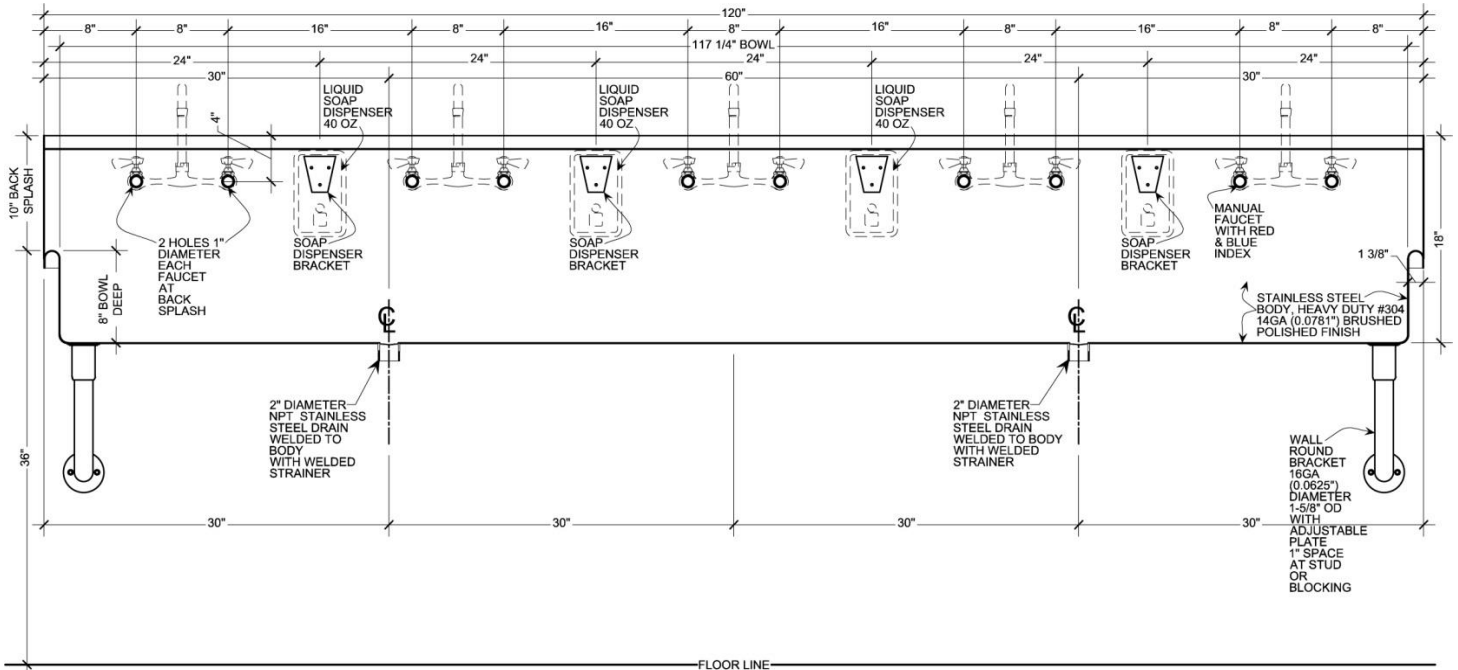 120"
8"
8"
16"
8"
16"
8"
16"
8"
16"
8"
8"
117 1/4" BOWL
24"
24"
24"
24"
24"
30"
60"
30"
4"
LIQUID
SOAP
DISPENSER
40 OZ
LIQUID
SOAP
DISPENSER
40 OZ
LIQUID
SOAP
DISPENSER
40 OZ
10" BACK
SPLASH
2 HOLES 1"
DIAMETER
EACH
FAUCET
AT
BACK
SPLASH
SOAP
DISPENSER
BRACKET
SOAP
DISPENSER
BRACKET
SOAP
DISPENSER
BRACKET
MANUAL
FAUCET
WITH RED
& BLUE
INDEX
18"
1 3/8"
8" BOWL
DEEP
CL
CL
STAINLESS STEEL
BODY, HEAVY DUTY #304
14GA (0.0781") BRUSHED
POLISHED FINISH
2" DIAMETER
NPT STAINLESS
STEEL DRAIN
WELDED TO
BODY
WITH WELDED
STRAINER
2" DIAMETER
NPT STAINLESS
STEEL DRAIN
WELDED TO BODY
WITH WELDED
STRAINER
WALL
ROUND
BRACKET
16GA
(0.0625")
DIAMETER
1-5/8" OD
WITH
ADJUSTABLE
PLATE
1" SPACE
AT STUD
OR
BLOCKING
36"
30"
30"
30"
30"
FLOOR LINE